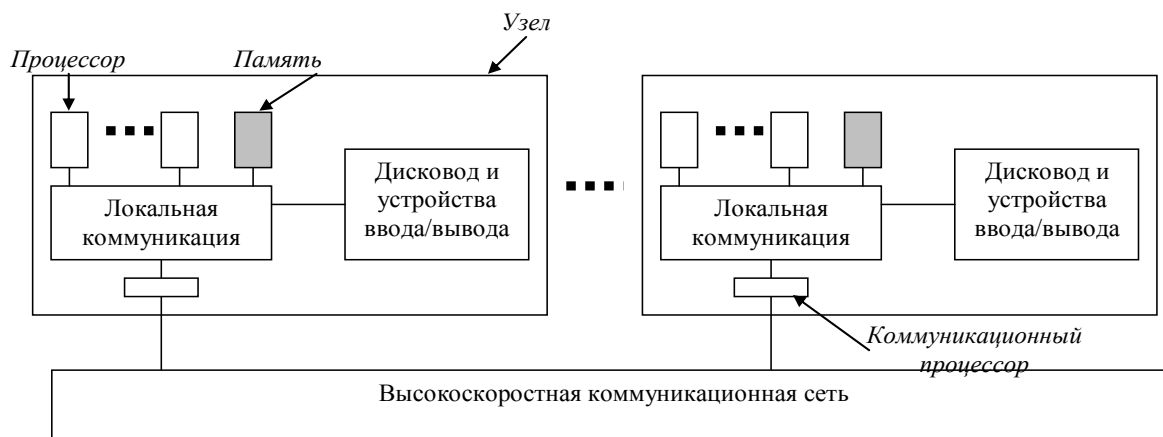 Узел
Процессор
Память
Дисковод и
устройства
ввода/вывода
Локальная
коммуникация
Дисковод и
устройства
ввода/вывода
Локальная
коммуникация
Коммуникационный
процессор
Высокоскоростная коммуникационная сеть